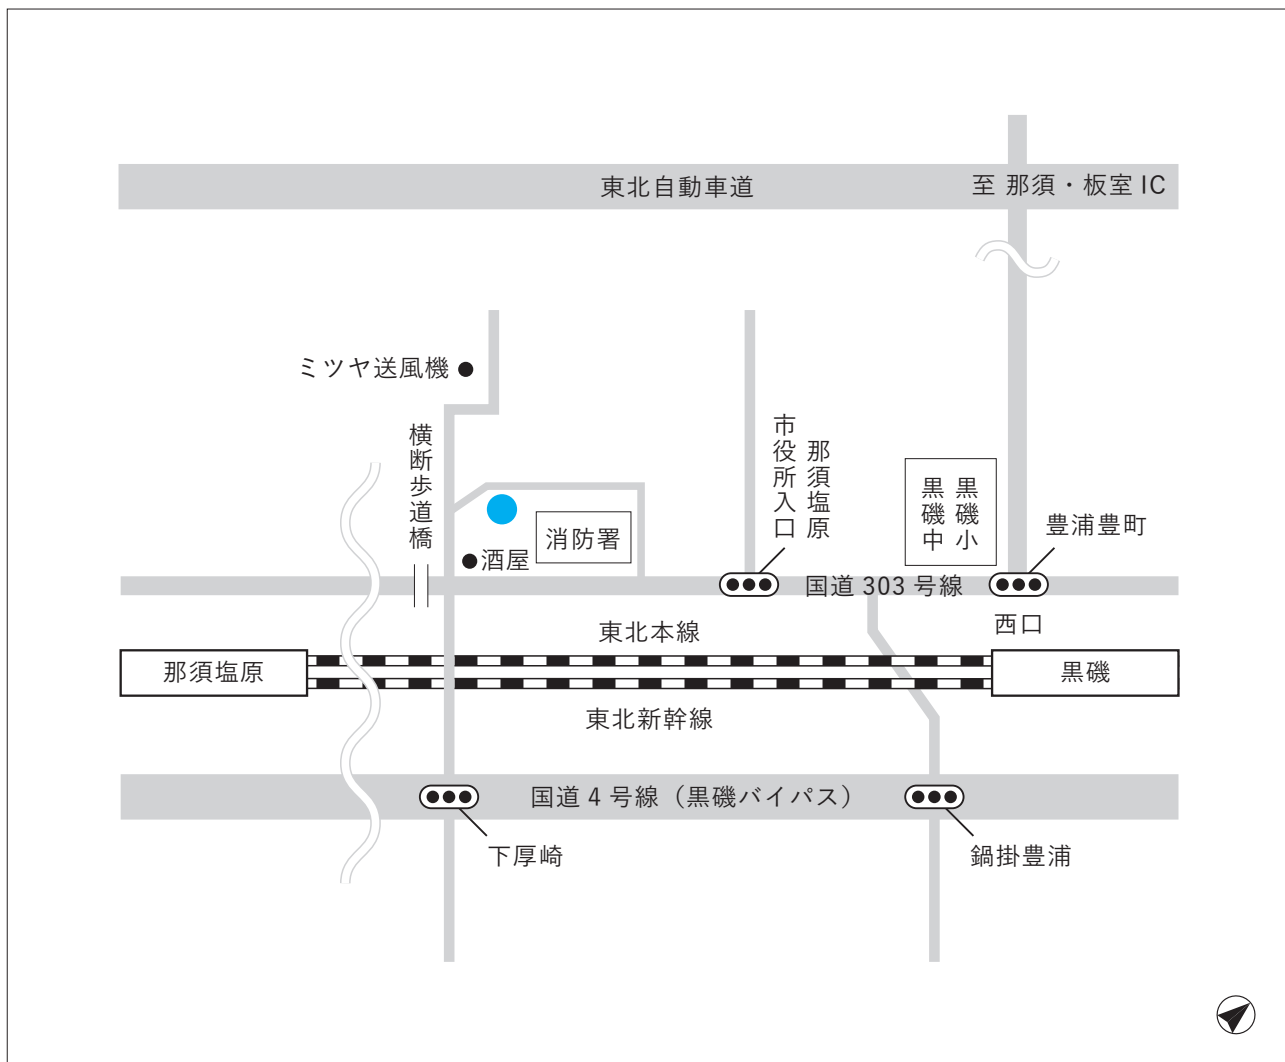 東北自動車道
至 那須・板室 IC
ミツヤ送風機
横断歩道橋
那須塩原
市役所入口
黒磯小
黒磯中
豊浦豊町
消防署
酒屋
国道 303 号線
西口
東北本線
那須塩原
黒磯
東北新幹線
国道 4 号線（黒磯バイパス）
下厚崎
鍋掛豊浦